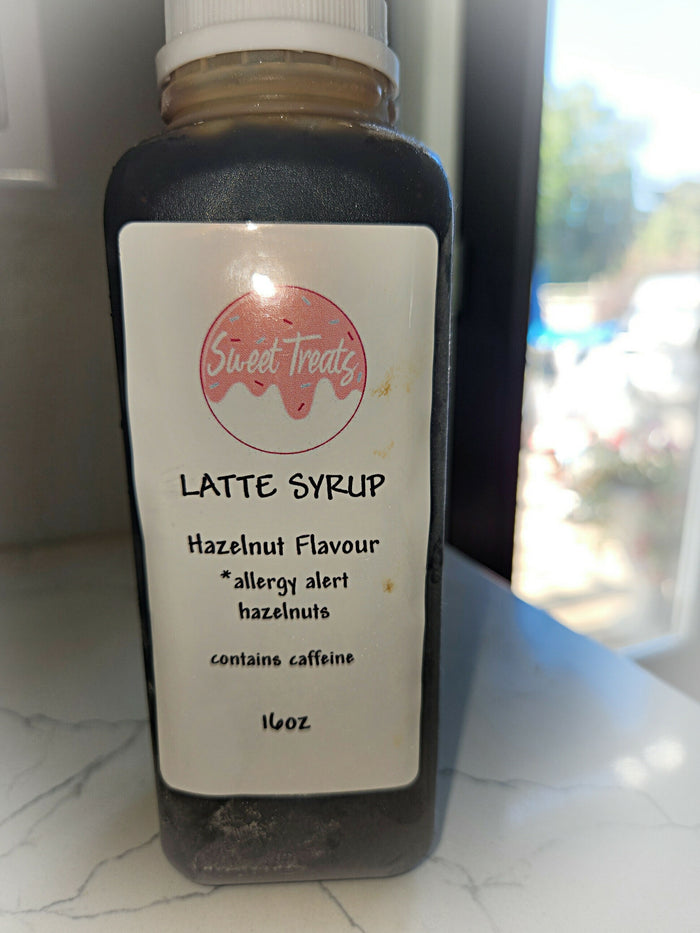 Sweet Treats
LATTE SYRUP
Hazelnut Flavour
*allergy alert
hazelnuts
contains caffeine
16oz